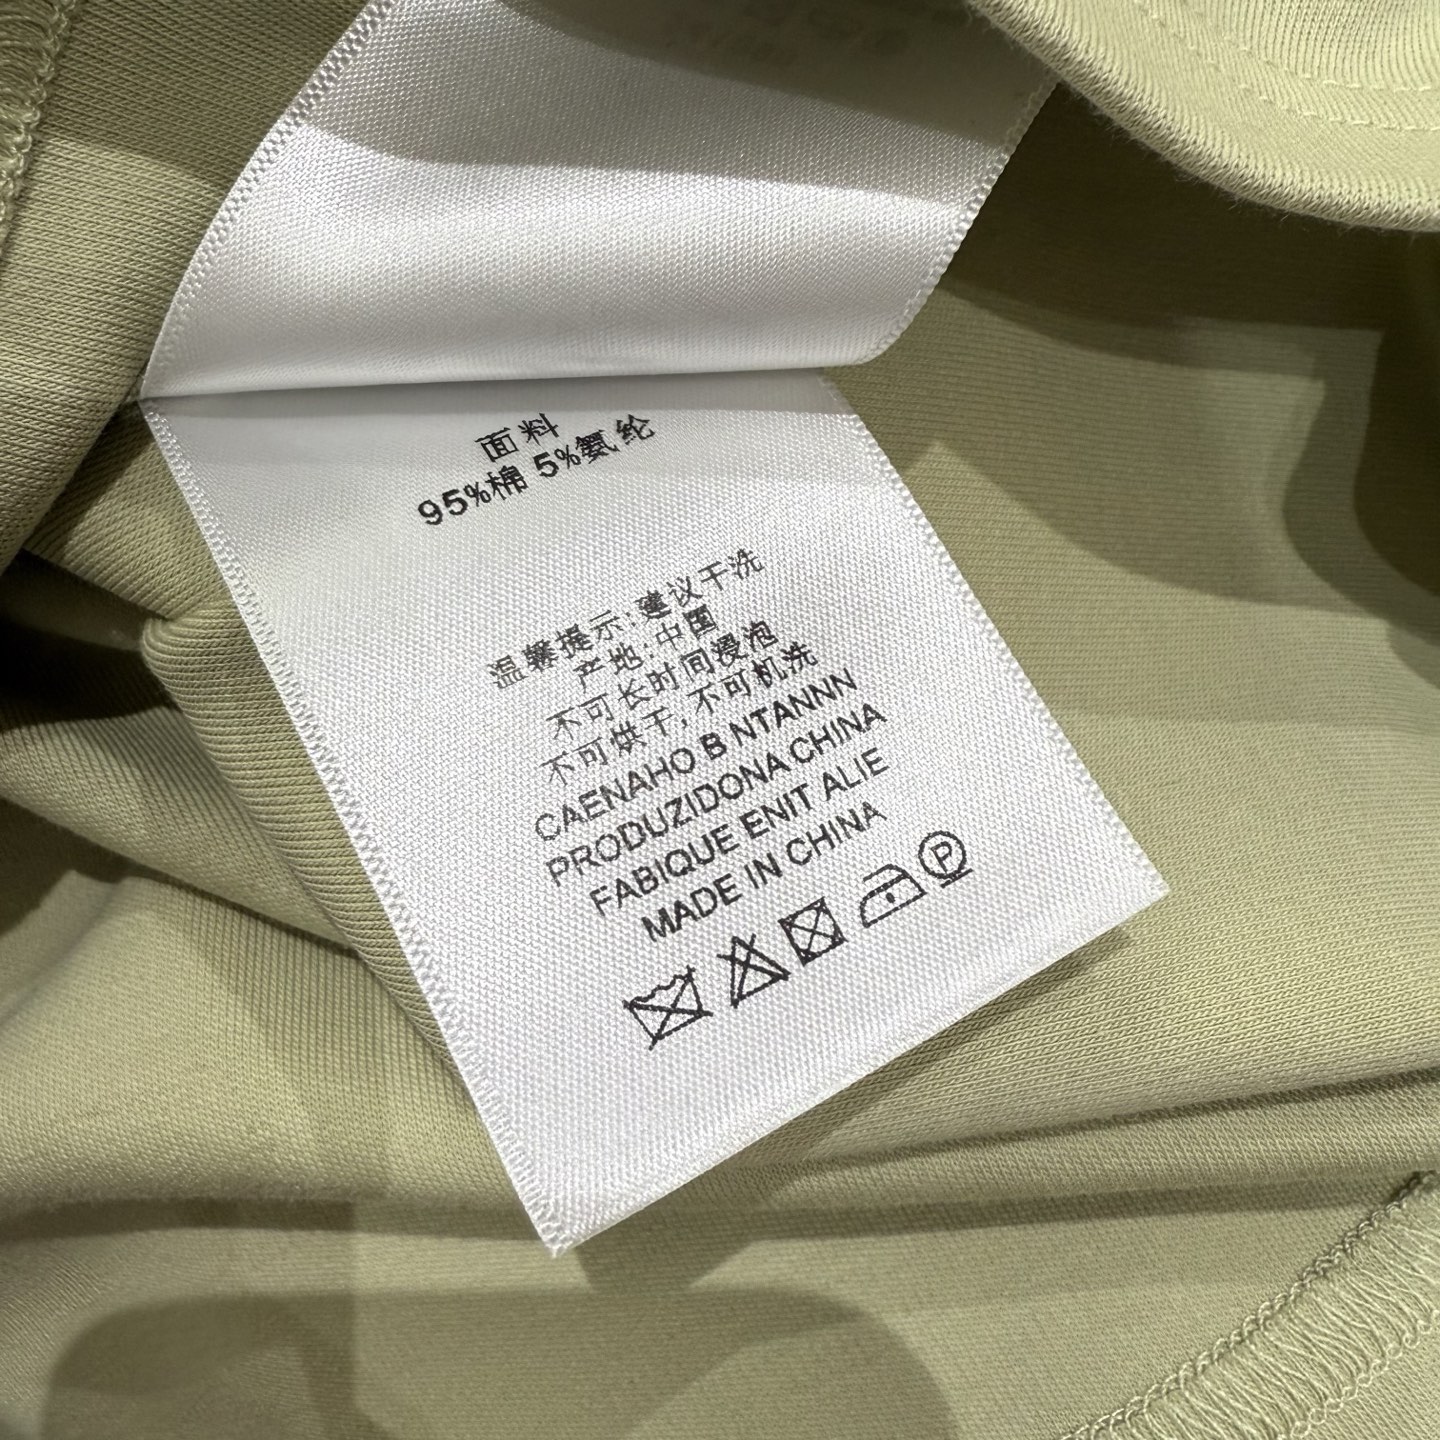 面料
95%棉 5%氨纶
温馨提示:建议干洗
产地:中国
不可长时间浸泡
不可烘干,不可机洗
CAENAHO B NTANNN
PRODUZIDONA CHINA
FABIQUE ENIT ALIE
MADE IN CHINA
P